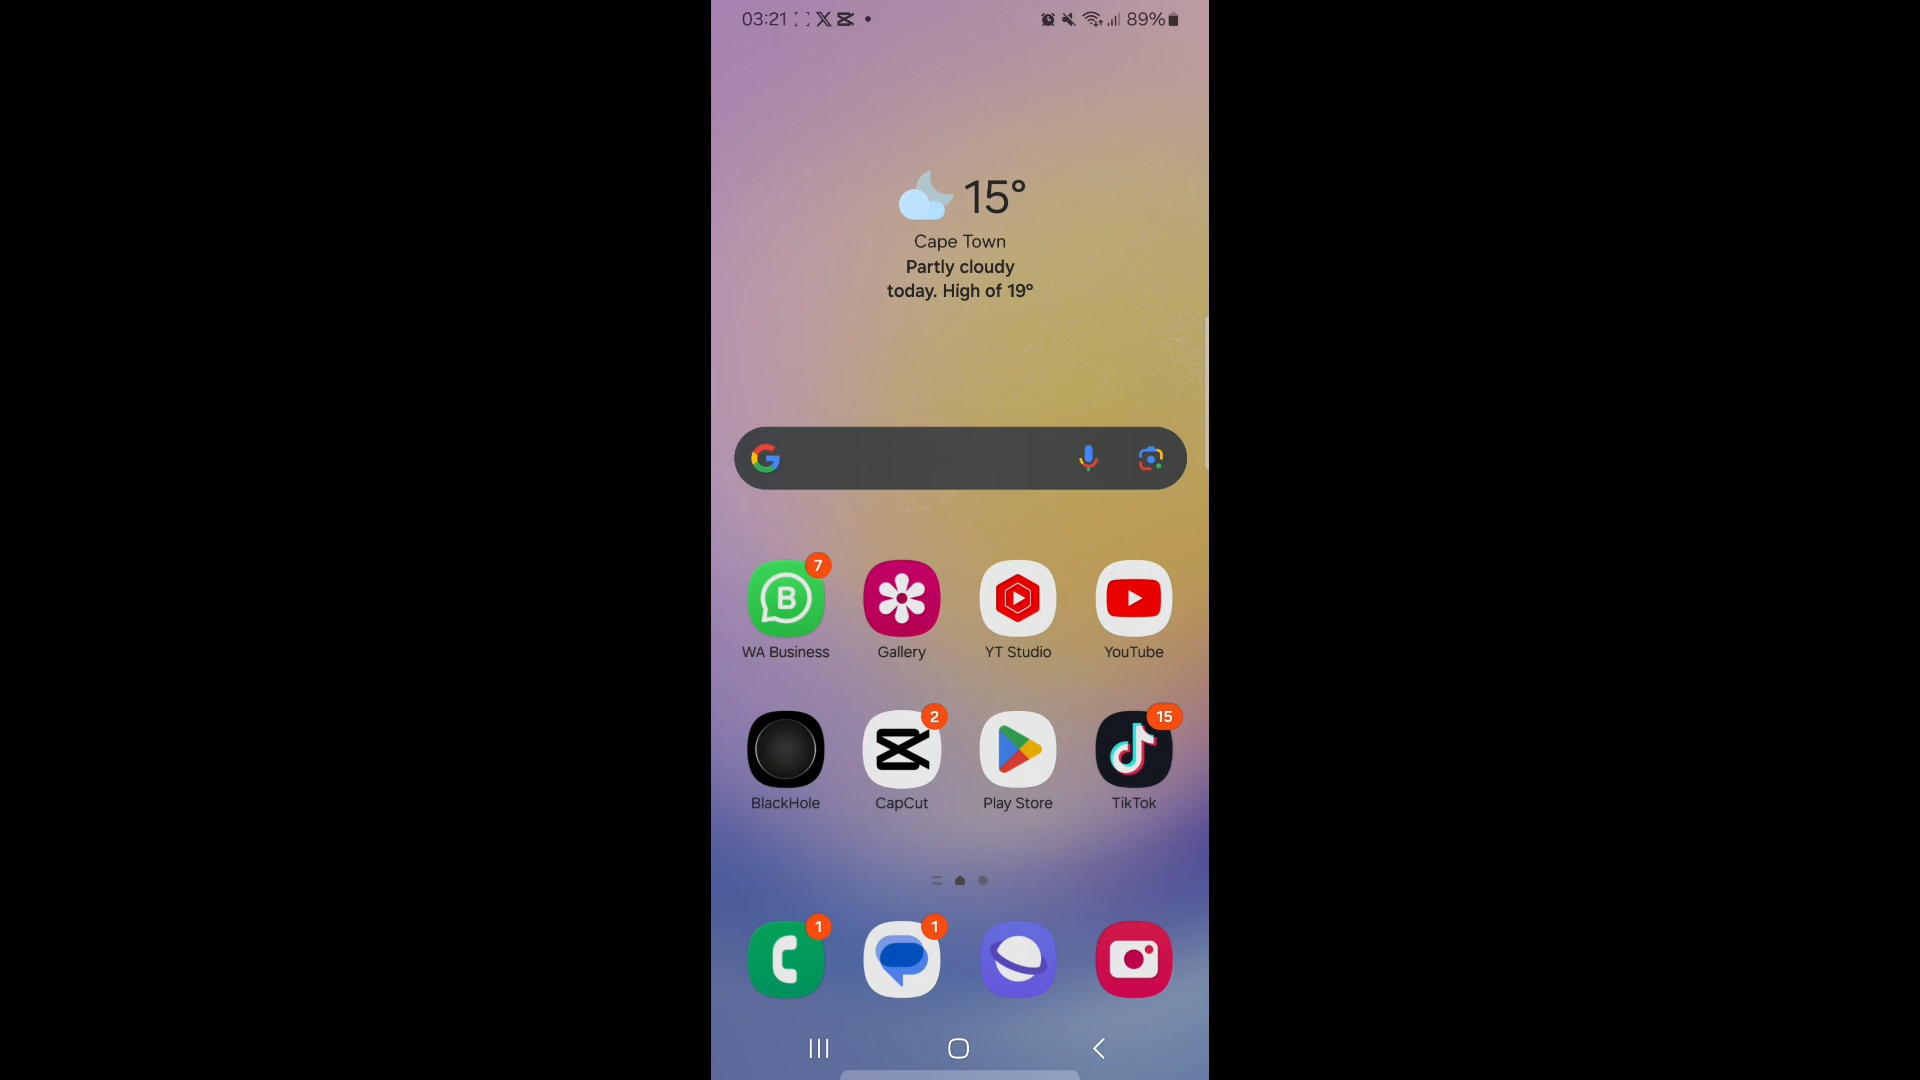 03:21
89%
15°
Cape Town
Partly cloudy
today. High of 19°
7
WA Business
Gallery
YT Studio
YouTube
2
15
BlackHole
CapCut
Play Store
TikTok
1
1